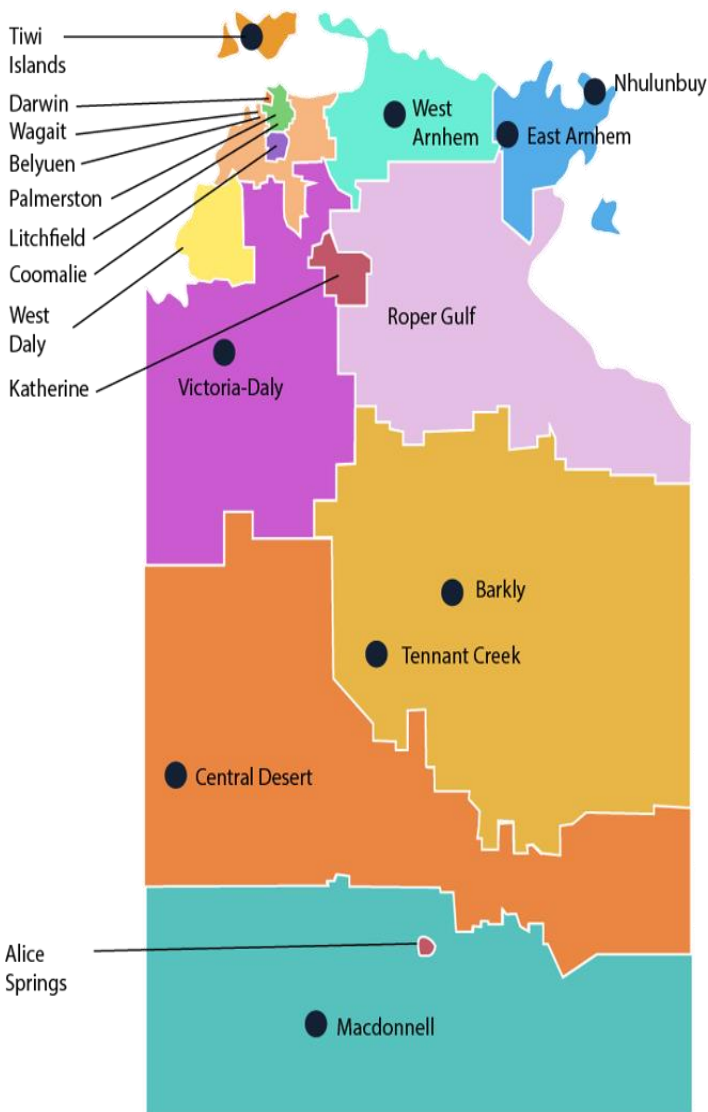 Tiwi
Islands
Nhulunbuy
Darwin
West
Arnhem
Wagait
East Arnhem
Belyuen
Palmerston
Litchfield
Coomalie
West
Daly
Roper Gulf
Katherine
Victoria-Daly
Barkly
Tennant Creek
Central Desert
Alice
Springs
Macdonnell